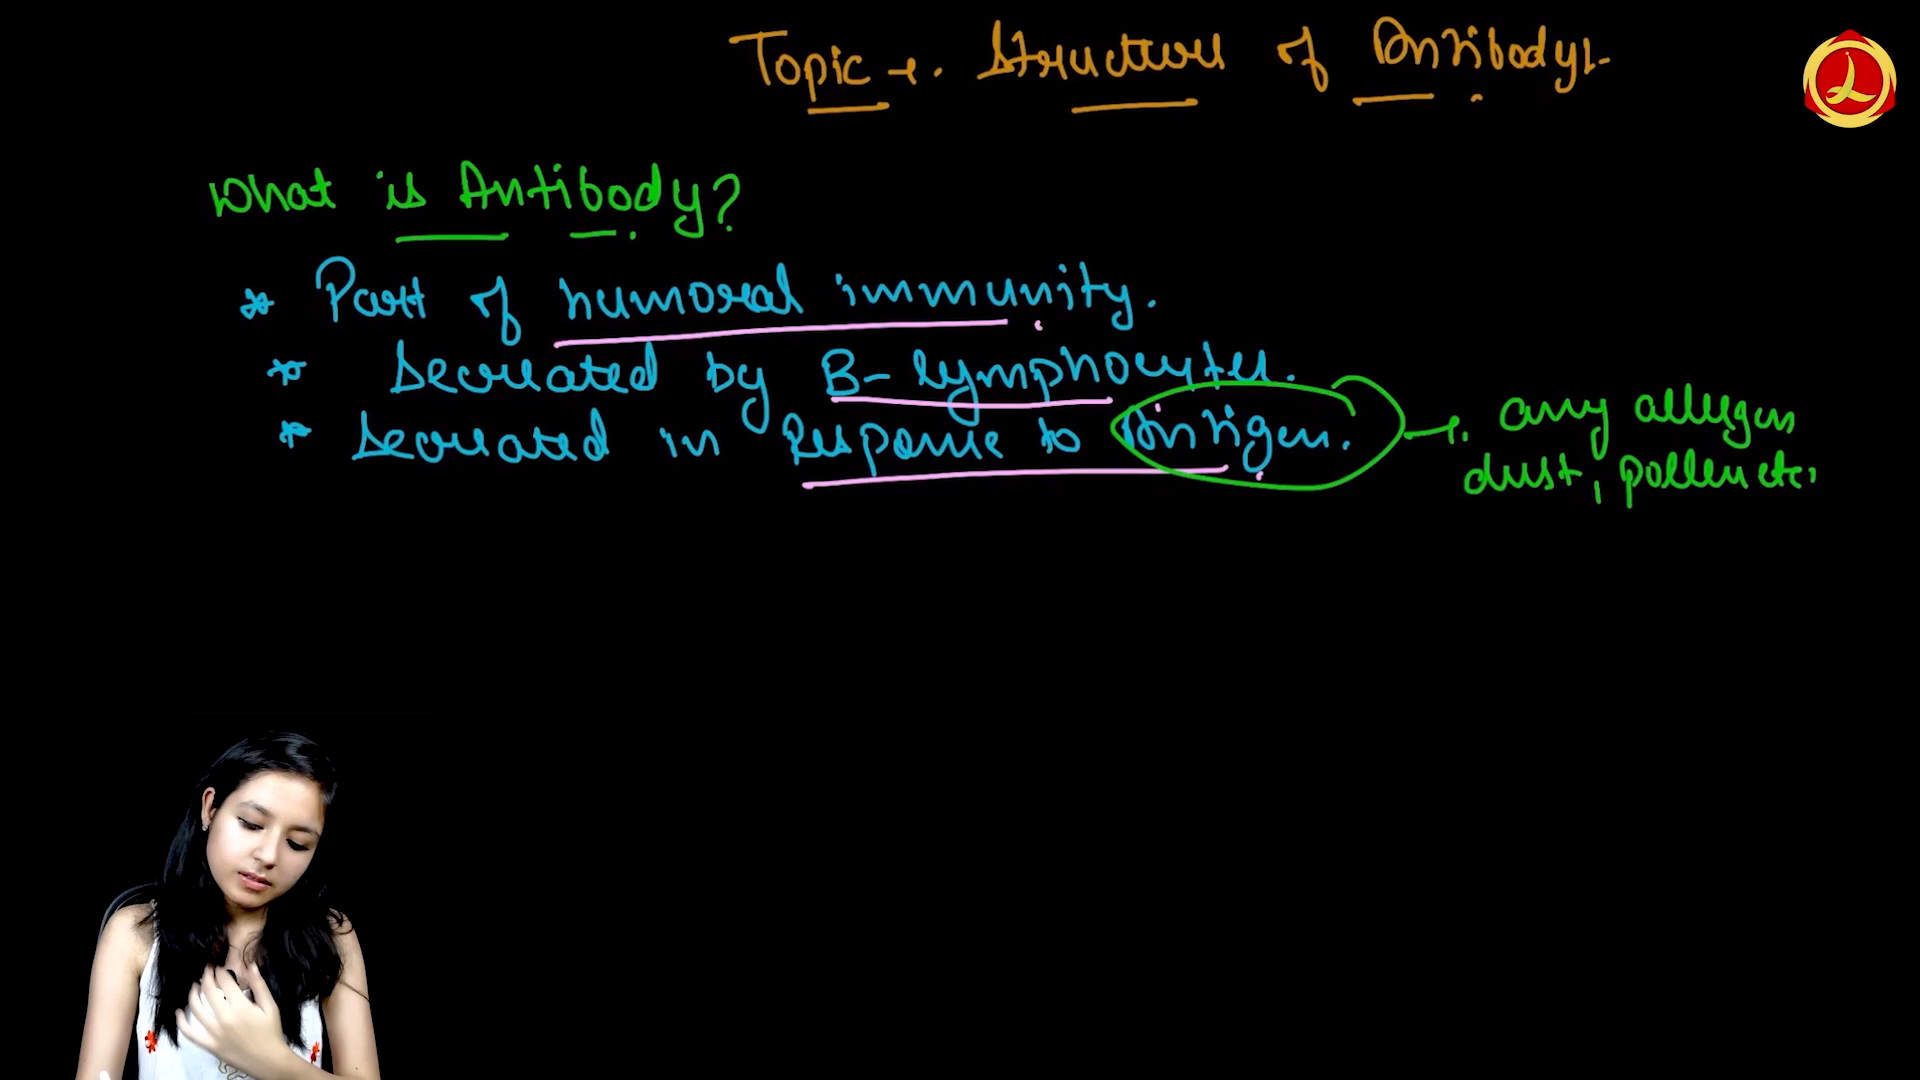 Topic :- Structure of Antibody :-
What is Antibody?
* Part of humoral immunity.
* Secreated by B-lymphocytes.
* Secreated in Response to Antigen. → any allergen
dust, pollen etc.